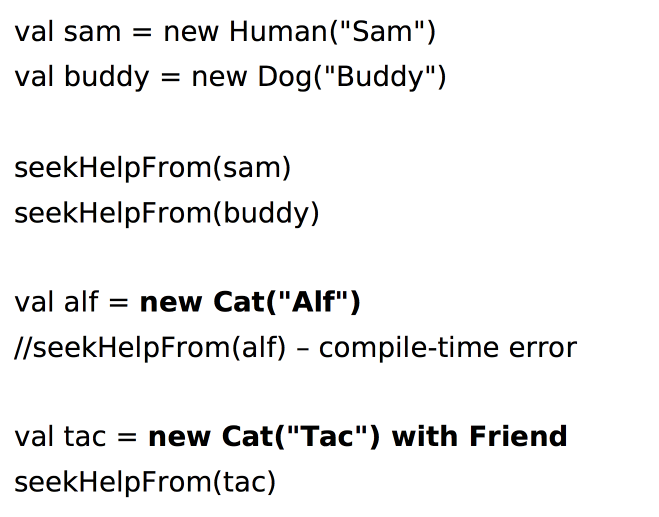 val sam = new Human("Sam")
val buddy = new Dog("Buddy")
seekHelpFrom(sam)
seekHelpFrom(buddy)
val alf = new Cat("Alf")
//seekHelpFrom(alf) – compile-time error
val tac = new Cat("Tac") with Friend
seekHelpFrom(tac)